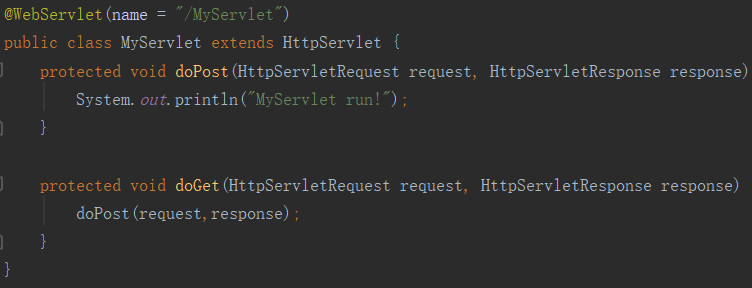 @WebServlet(name = "/MyServlet")
public class MyServlet extends HttpServlet {
protected void doPost(HttpServletRequest request, HttpServletResponse response)
System.out.println("MyServlet run!");
}
protected void doGet(HttpServletRequest request, HttpServletResponse response)
doPost(request,response);
}
}